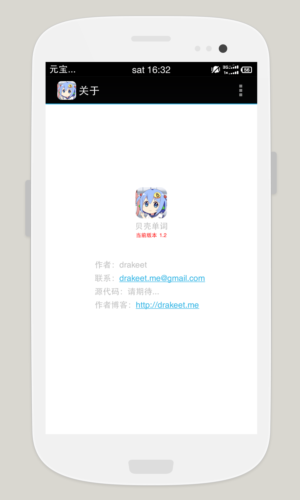 元宝...
sat 16:32
关于
贝壳单词
当前版本 1.2
作者：drakeet
联系：drakeet.me@gmail.com
源代码：请期待...
作者博客：http://drakeet.me